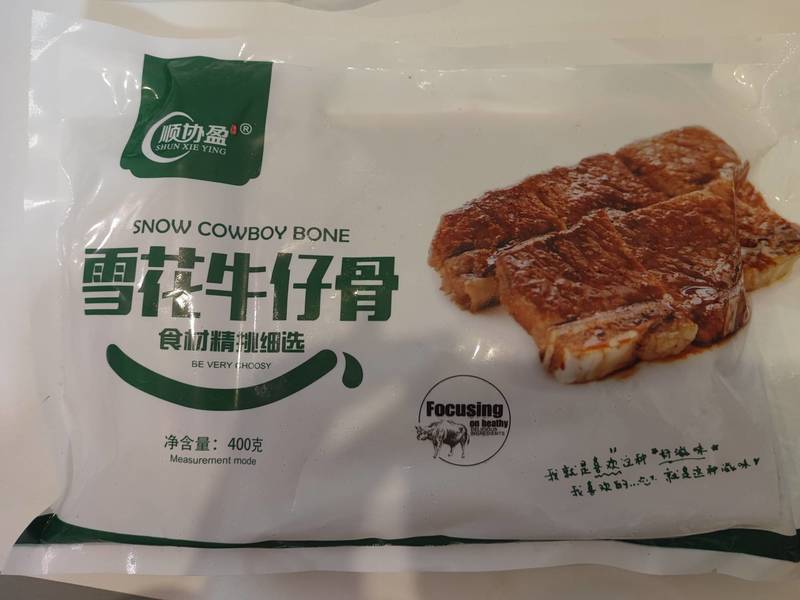 顺协盈®
SHUN XIE YING
SNOW COWBOY BONE
雪花牛仔骨
食材精挑细选
BE VERY CHOOSY
净含量：400克
Measurement mode
Focusing
on heathy
DELICIOUS
INGREDIENTS
我就是喜欢这种“好滋味”
我喜欢的... 就是这种滋味